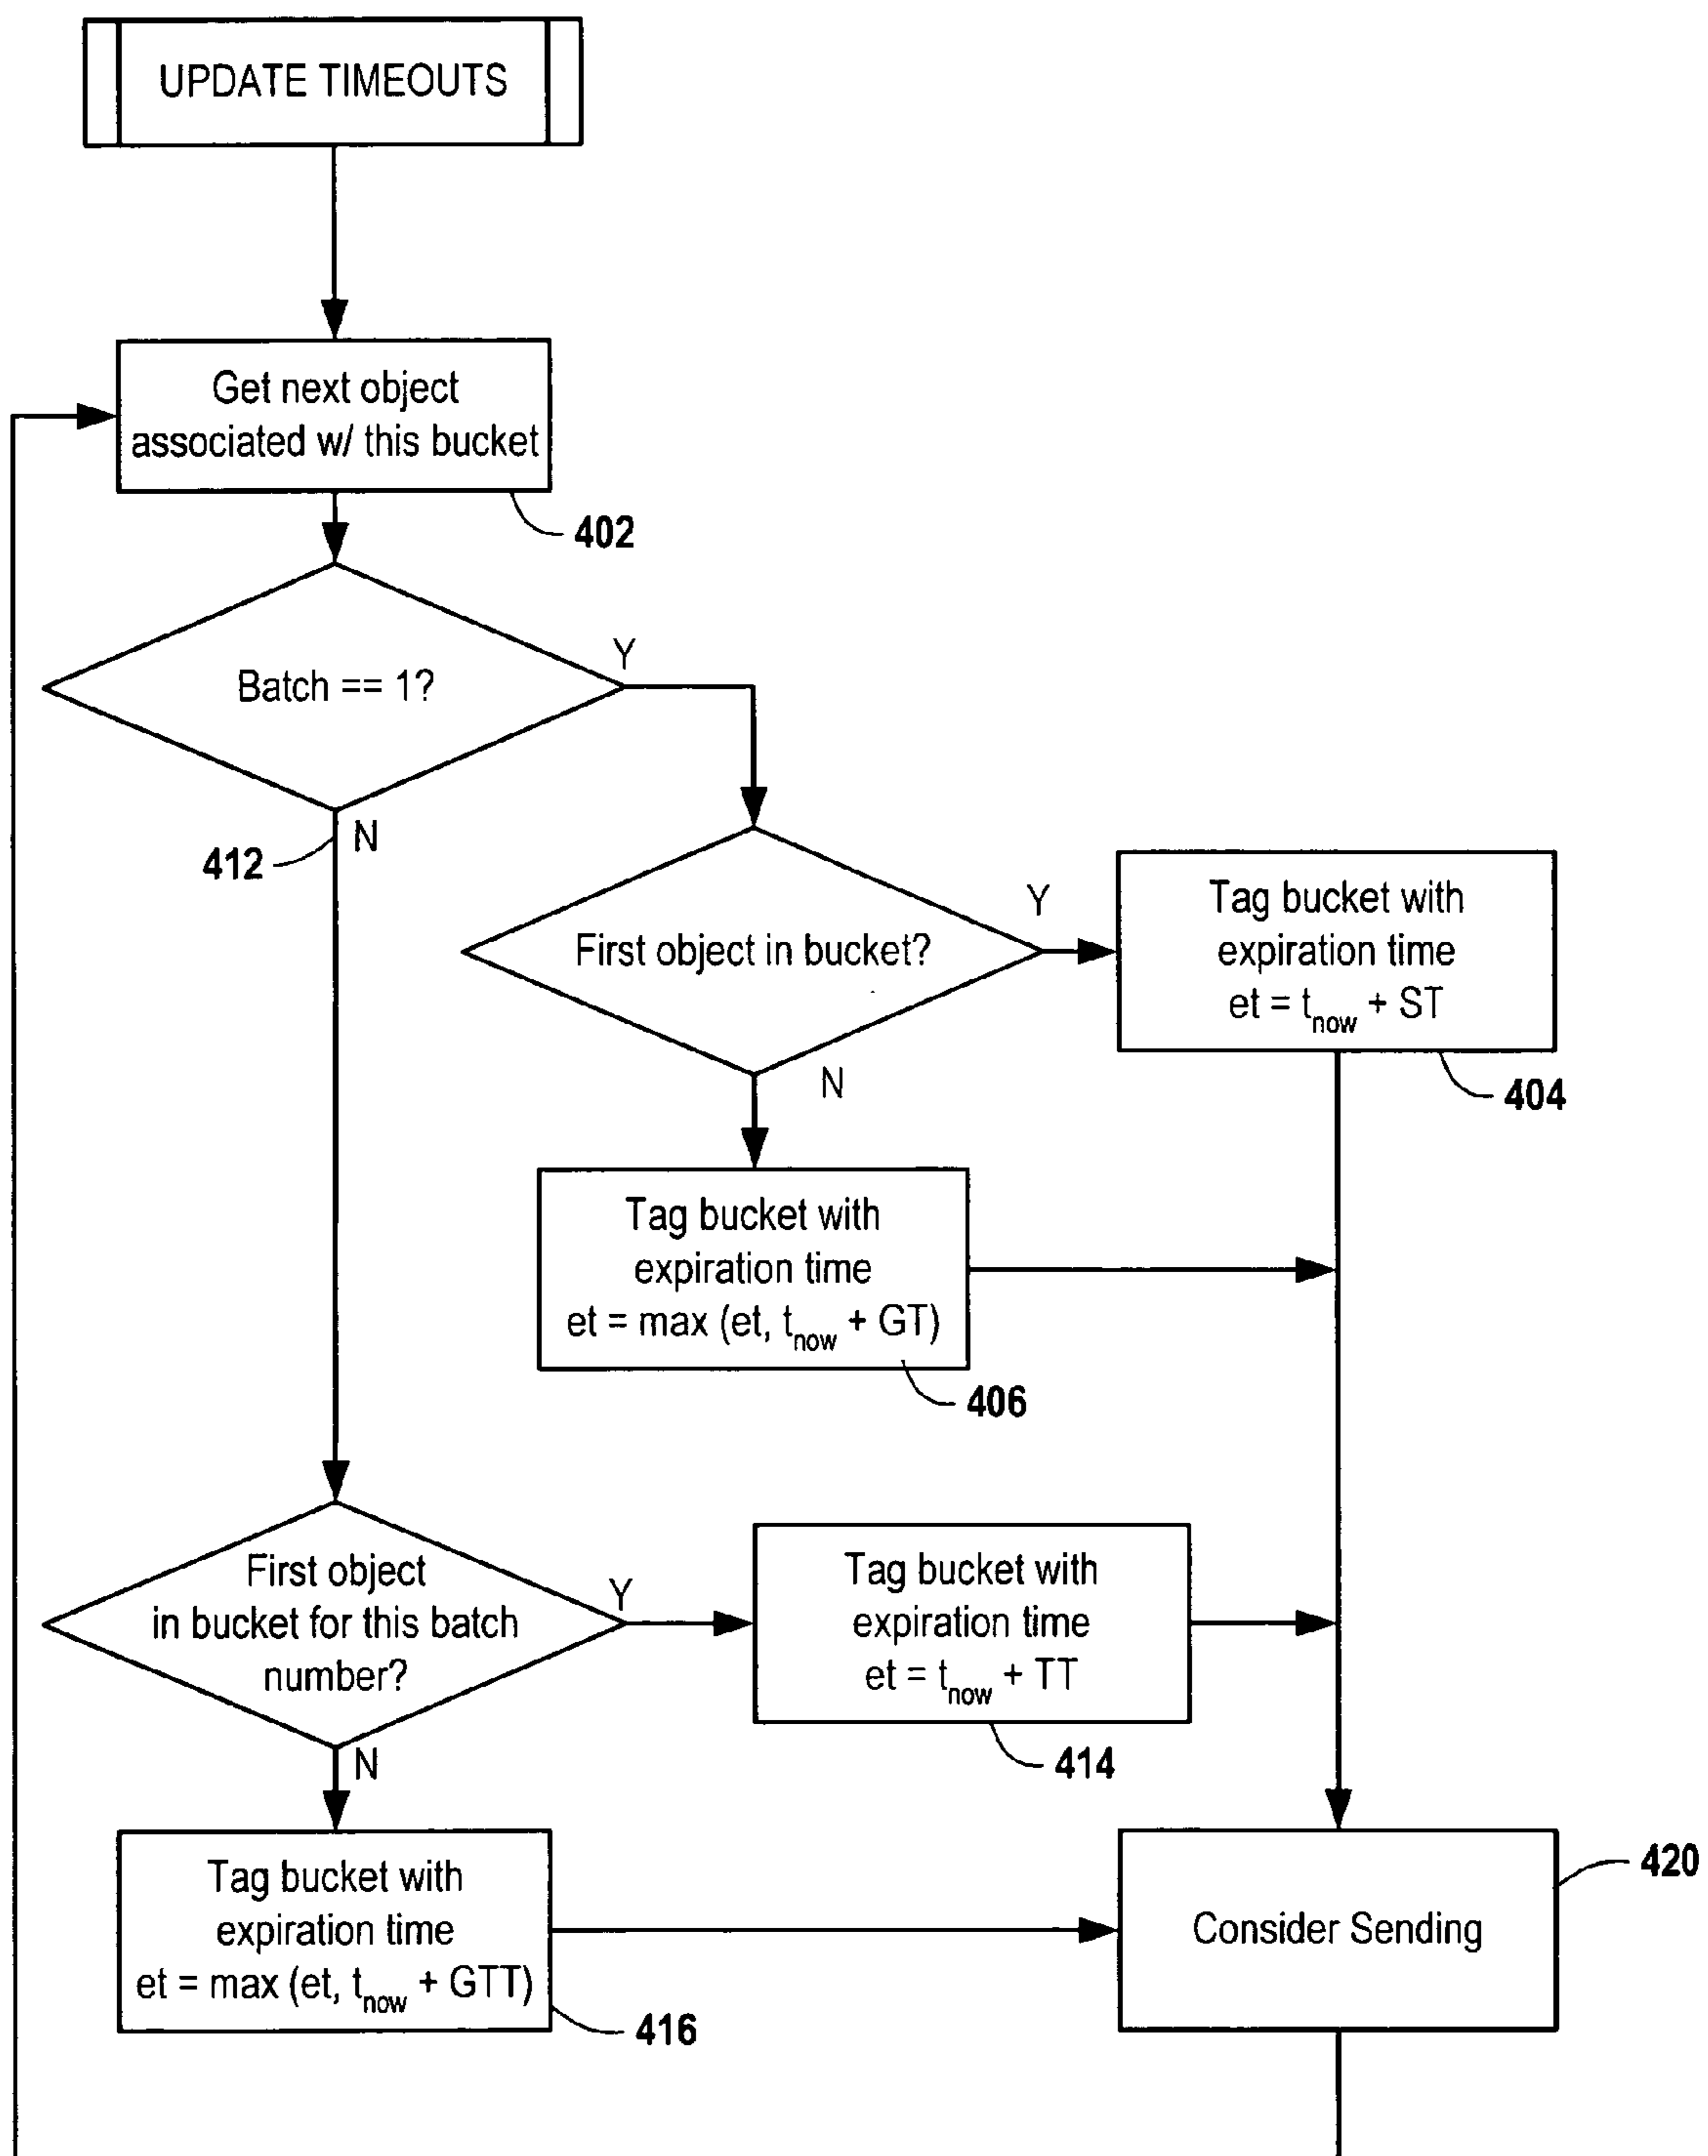 UPDATE TIMEOUTS
Get next object
associated w/ this bucket
402
Batch == 1?
Y
N
412
First object in bucket?
Y
N
Tag bucket with
expiration time
et = tnow + ST
404
Tag bucket with
expiration time
et = max (et, tnow + GT)
406
First object
in bucket for this batch
number?
Y
N
Tag bucket with
expiration time
et = tnow + TT
414
Tag bucket with
expiration time
et = max (et, tnow + GTT)
416
Consider Sending
420